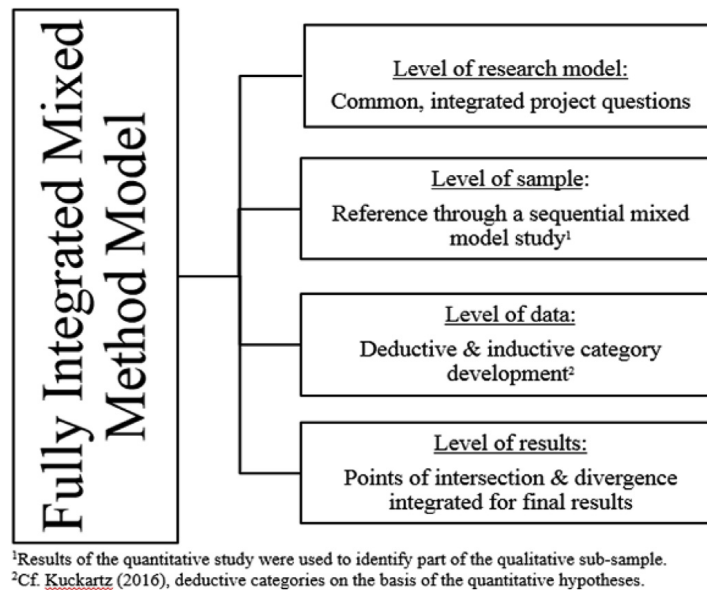 Fully Integrated Mixed
Method Model
Level of research model:
Common, integrated project questions
Level of sample:
Reference through a sequential mixed
model study¹
Level of data:
Deductive & inductive category
development²
Level of results:
Points of intersection & divergence
integrated for final results
¹Results of the quantitative study were used to identify part of the qualitative sub-sample.
²Cf. Kuckartz (2016), deductive categories on the basis of the quantitative hypotheses.